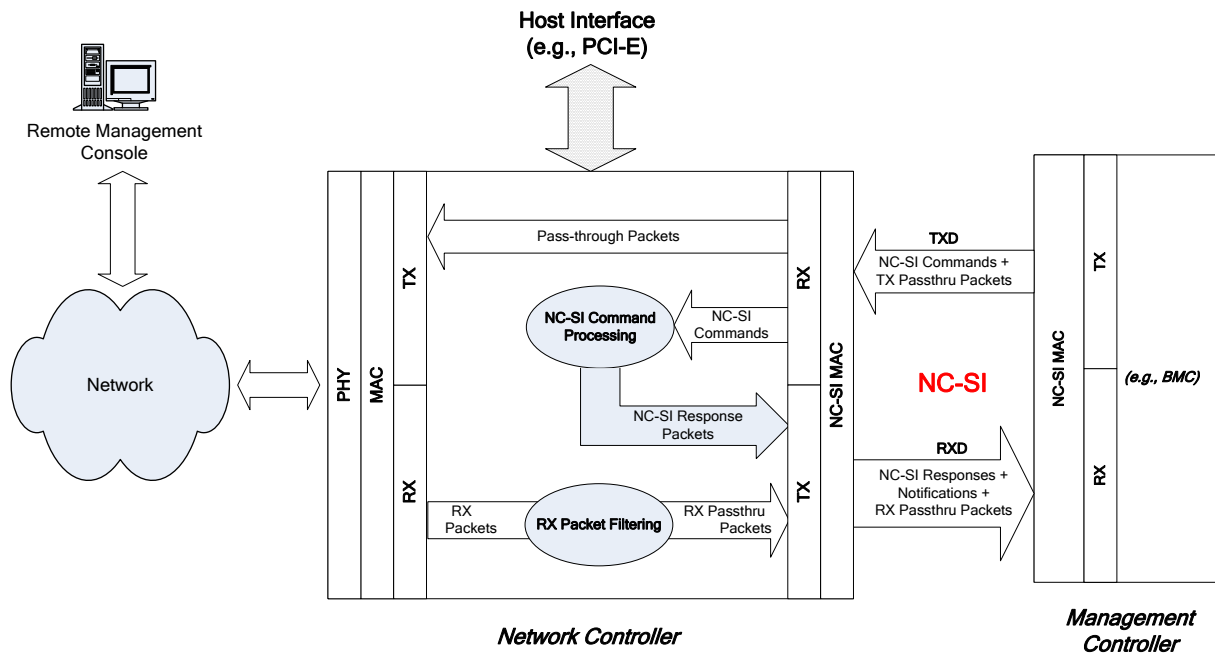 Host Interface
(e.g., PCI-E)
Remote Management
Console
Network
PHY
MAC
TX
RX
Pass-through Packets
NC-SI Command
Processing
NC-SI
Commands
NC-SI Response
Packets
RX
Packets
RX Packet Filtering
RX Passthru
Packets
RX
TX
NC-SI MAC
Network Controller
TXD
NC-SI Commands +
TX Passthru Packets
NC-SI
RXD
NC-SI Responses +
Notifications +
RX Passthru Packets
NC-SI MAC
TX
RX
(e.g., BMC)
Management
Controller